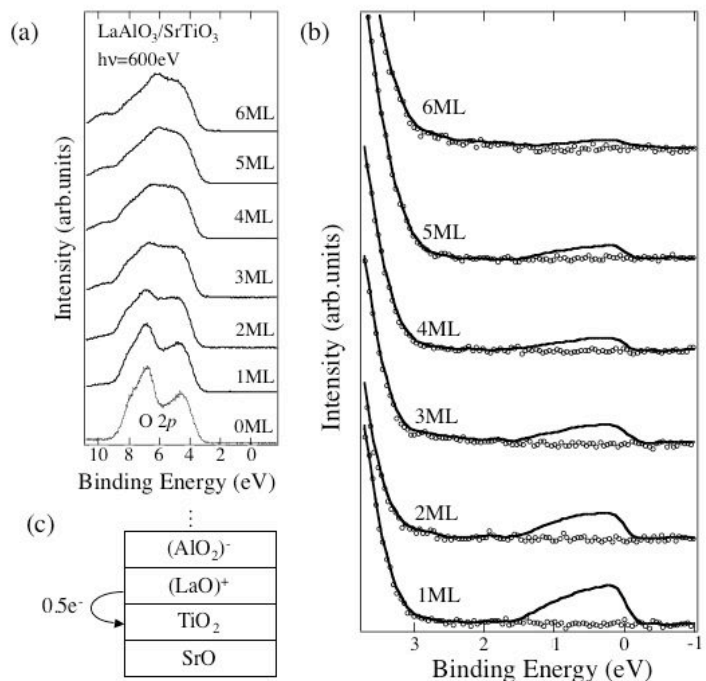 (a)
LaAlO₃/SrTiO₃
hν=600eV
6ML
5ML
4ML
3ML
2ML
1ML
0ML
O 2p
Intensity (arb.units)
10 8 6 4 2 0
Binding Energy (eV)
(b)
6ML
5ML
4ML
3ML
2ML
1ML
Intensity (arb.units)
3 2 1 0 -1
Binding Energy (eV)
(c)
⋮
(AlO₂)⁻
(LaO)⁺
0.5e⁻
TiO₂
SrO